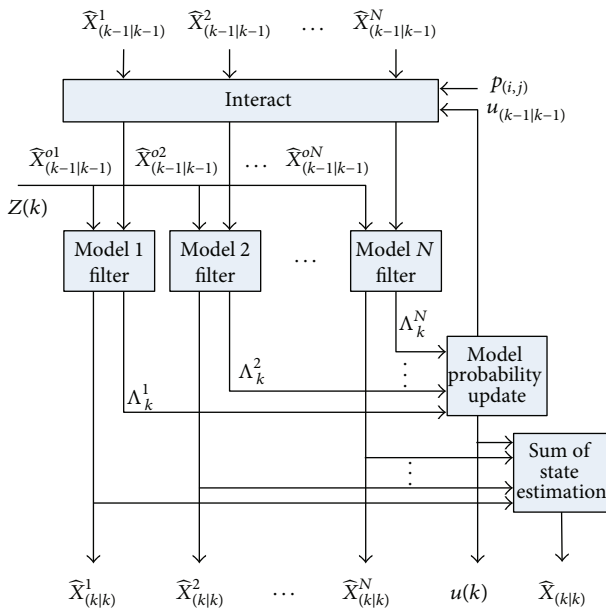 X̂¹₍ₖ₋₁|ₖ₋₁₎ X̂²₍ₖ₋₁|ₖ₋₁₎ ... X̂ᴺ₍ₖ₋₁|ₖ₋₁₎
Interact
p₍ᵢ,ⱼ₎
u₍ₖ₋₁|ₖ₋₁₎
X̂ᵒ¹₍ₖ₋₁|ₖ₋₁₎ X̂ᵒ²₍ₖ₋₁|ₖ₋₁₎ ... X̂ᵒᴺ₍ₖ₋₁|ₖ₋₁₎
Z(k)
Model 1
filter
Model 2
filter
...
Model N
filter
Λᴺₖ
Model
probability
update
⋮
Λ²ₖ
Λ¹ₖ
Sum of
state
estimation
⋮
X̂¹₍ₖ|ₖ₎ X̂²₍ₖ|ₖ₎ ... X̂ᴺ₍ₖ|ₖ₎ u(k) X̂₍ₖ|ₖ₎